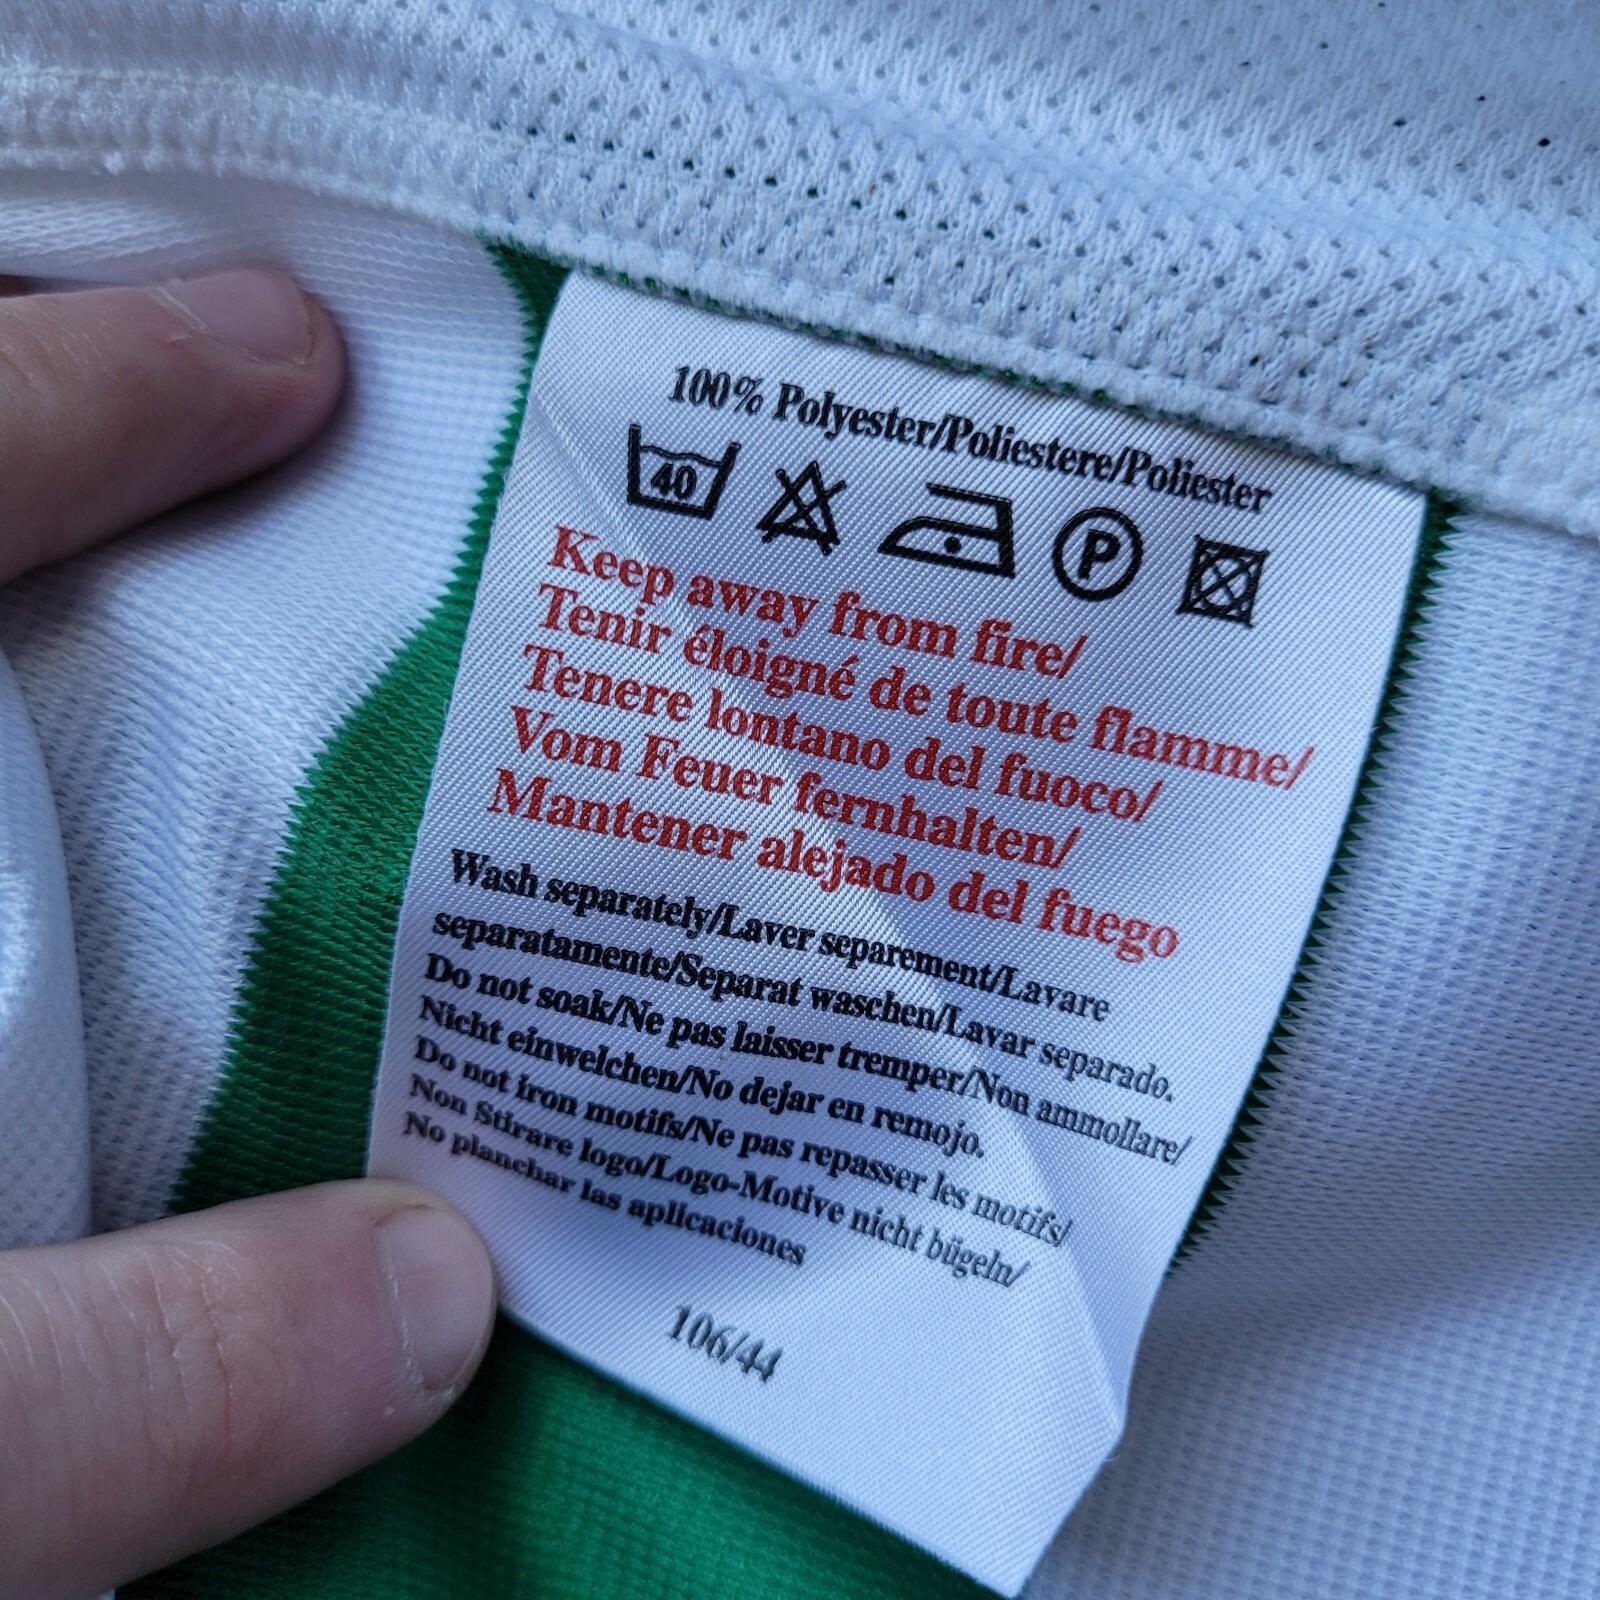 100% Polyester/Poliestere/Poliester
40 P
Keep away from fire/
Tenir éloigné de toute flamme/
Tenere lontano del fuoco/
Vom Feuer fernhalten/
Mantener alejado del fuego
Wash separately/Laver separement/Lavare
separatamente/Separat waschen/Lavar separado.
Do not soak/Ne pas laisser tremper/Non ammollare/
Nicht einwelchen/No dejar en remojo.
Do not iron motifs/Ne pas repasser les motifs/
Non Stirare logo/Logo-Motive nicht bügeln/
No planchar las aplicaciones
106/44